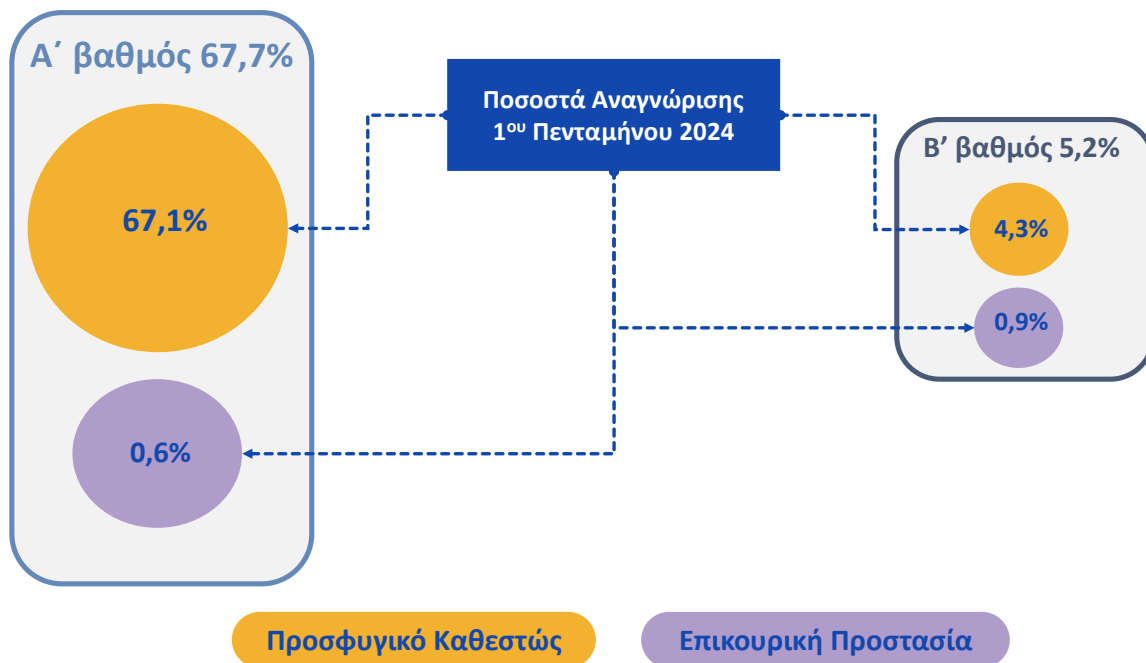 Α΄ βαθμός 67,7%
67,1%
0,6%
Ποσοστά Αναγνώρισης
1ου Πενταμήνου 2024
Β’ βαθμός 5,2%
4,3%
0,9%
Προσφυγικό Καθεστώς
Επικουρική Προστασία